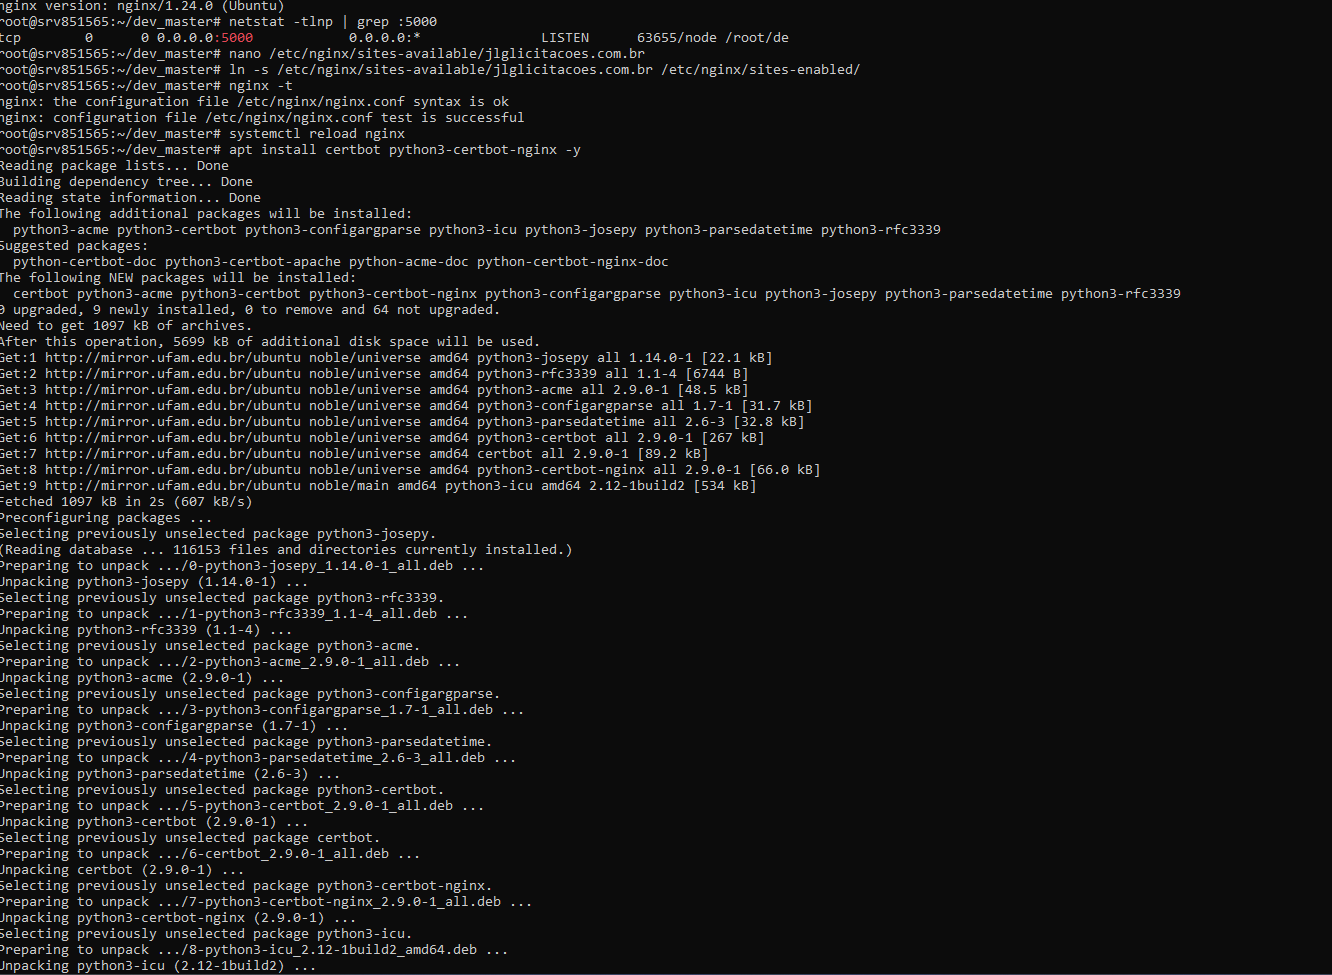 nginx version: nginx/1.24.0 (Ubuntu)
root@srv851565:~/dev_master# netstat -tlnp | grep :5000
tcp        0      0 0.0.0.0:5000            0.0.0.0:*               LISTEN      63655/node /root/de
root@srv851565:~/dev_master# nano /etc/nginx/sites-available/jlglicitacoes.com.br
root@srv851565:~/dev_master# ln -s /etc/nginx/sites-available/jlglicitacoes.com.br /etc/nginx/sites-enabled/
root@srv851565:~/dev_master# nginx -t
nginx: the configuration file /etc/nginx/nginx.conf syntax is ok
nginx: configuration file /etc/nginx/nginx.conf test is successful
root@srv851565:~/dev_master# systemctl reload nginx
root@srv851565:~/dev_master# apt install certbot python3-certbot-nginx -y
Reading package lists... Done
Building dependency tree... Done
Reading state information... Done
The following additional packages will be installed:
  python3-acme python3-certbot python3-configargparse python3-icu python3-josepy python3-parsedatetime python3-rfc3339
Suggested packages:
  python-certbot-doc python3-certbot-apache python-acme-doc python-certbot-nginx-doc
The following NEW packages will be installed:
  certbot python3-acme python3-certbot python3-certbot-nginx python3-configargparse python3-icu python3-josepy python3-parsedatetime python3-rfc3339
0 upgraded, 9 newly installed, 0 to remove and 64 not upgraded.
Need to get 1097 kB of archives.
After this operation, 5699 kB of additional disk space will be used.
Get:1 http://mirror.ufam.edu.br/ubuntu noble/universe amd64 python3-josepy all 1.14.0-1 [22.1 kB]
Get:2 http://mirror.ufam.edu.br/ubuntu noble/universe amd64 python3-rfc3339 all 1.1-4 [6744 B]
Get:3 http://mirror.ufam.edu.br/ubuntu noble/universe amd64 python3-acme all 2.9.0-1 [48.5 kB]
Get:4 http://mirror.ufam.edu.br/ubuntu noble/universe amd64 python3-configargparse all 1.7-1 [31.7 kB]
Get:5 http://mirror.ufam.edu.br/ubuntu noble/universe amd64 python3-parsedatetime all 2.6-3 [32.8 kB]
Get:6 http://mirror.ufam.edu.br/ubuntu noble/universe amd64 python3-certbot all 2.9.0-1 [267 kB]
Get:7 http://mirror.ufam.edu.br/ubuntu noble/universe amd64 certbot all 2.9.0-1 [89.2 kB]
Get:8 http://mirror.ufam.edu.br/ubuntu noble/universe amd64 python3-certbot-nginx all 2.9.0-1 [66.0 kB]
Get:9 http://mirror.ufam.edu.br/ubuntu noble/main amd64 python3-icu amd64 2.12-1build2 [534 kB]
Fetched 1097 kB in 2s (607 kB/s)
Preconfiguring packages ...
Selecting previously unselected package python3-josepy.
(Reading database ... 116153 files and directories currently installed.)
Preparing to unpack .../0-python3-josepy_1.14.0-1_all.deb ...
Unpacking python3-josepy (1.14.0-1) ...
Selecting previously unselected package python3-rfc3339.
Preparing to unpack .../1-python3-rfc3339_1.1-4_all.deb ...
Unpacking python3-rfc3339 (1.1-4) ...
Selecting previously unselected package python3-acme.
Preparing to unpack .../2-python3-acme_2.9.0-1_all.deb ...
Unpacking python3-acme (2.9.0-1) ...
Selecting previously unselected package python3-configargparse.
Preparing to unpack .../3-python3-configargparse_1.7-1_all.deb ...
Unpacking python3-configargparse (1.7-1) ...
Selecting previously unselected package python3-parsedatetime.
Preparing to unpack .../4-python3-parsedatetime_2.6-3_all.deb ...
Unpacking python3-parsedatetime (2.6-3) ...
Selecting previously unselected package python3-certbot.
Preparing to unpack .../5-python3-certbot_2.9.0-1_all.deb ...
Unpacking python3-certbot (2.9.0-1) ...
Selecting previously unselected package certbot.
Preparing to unpack .../6-certbot_2.9.0-1_all.deb ...
Unpacking certbot (2.9.0-1) ...
Selecting previously unselected package python3-certbot-nginx.
Preparing to unpack .../7-python3-certbot-nginx_2.9.0-1_all.deb ...
Unpacking python3-certbot-nginx (2.9.0-1) ...
Selecting previously unselected package python3-icu.
Preparing to unpack .../8-python3-icu_2.12-1build2_amd64.deb ...
Unpacking python3-icu (2.12-1build2) ...